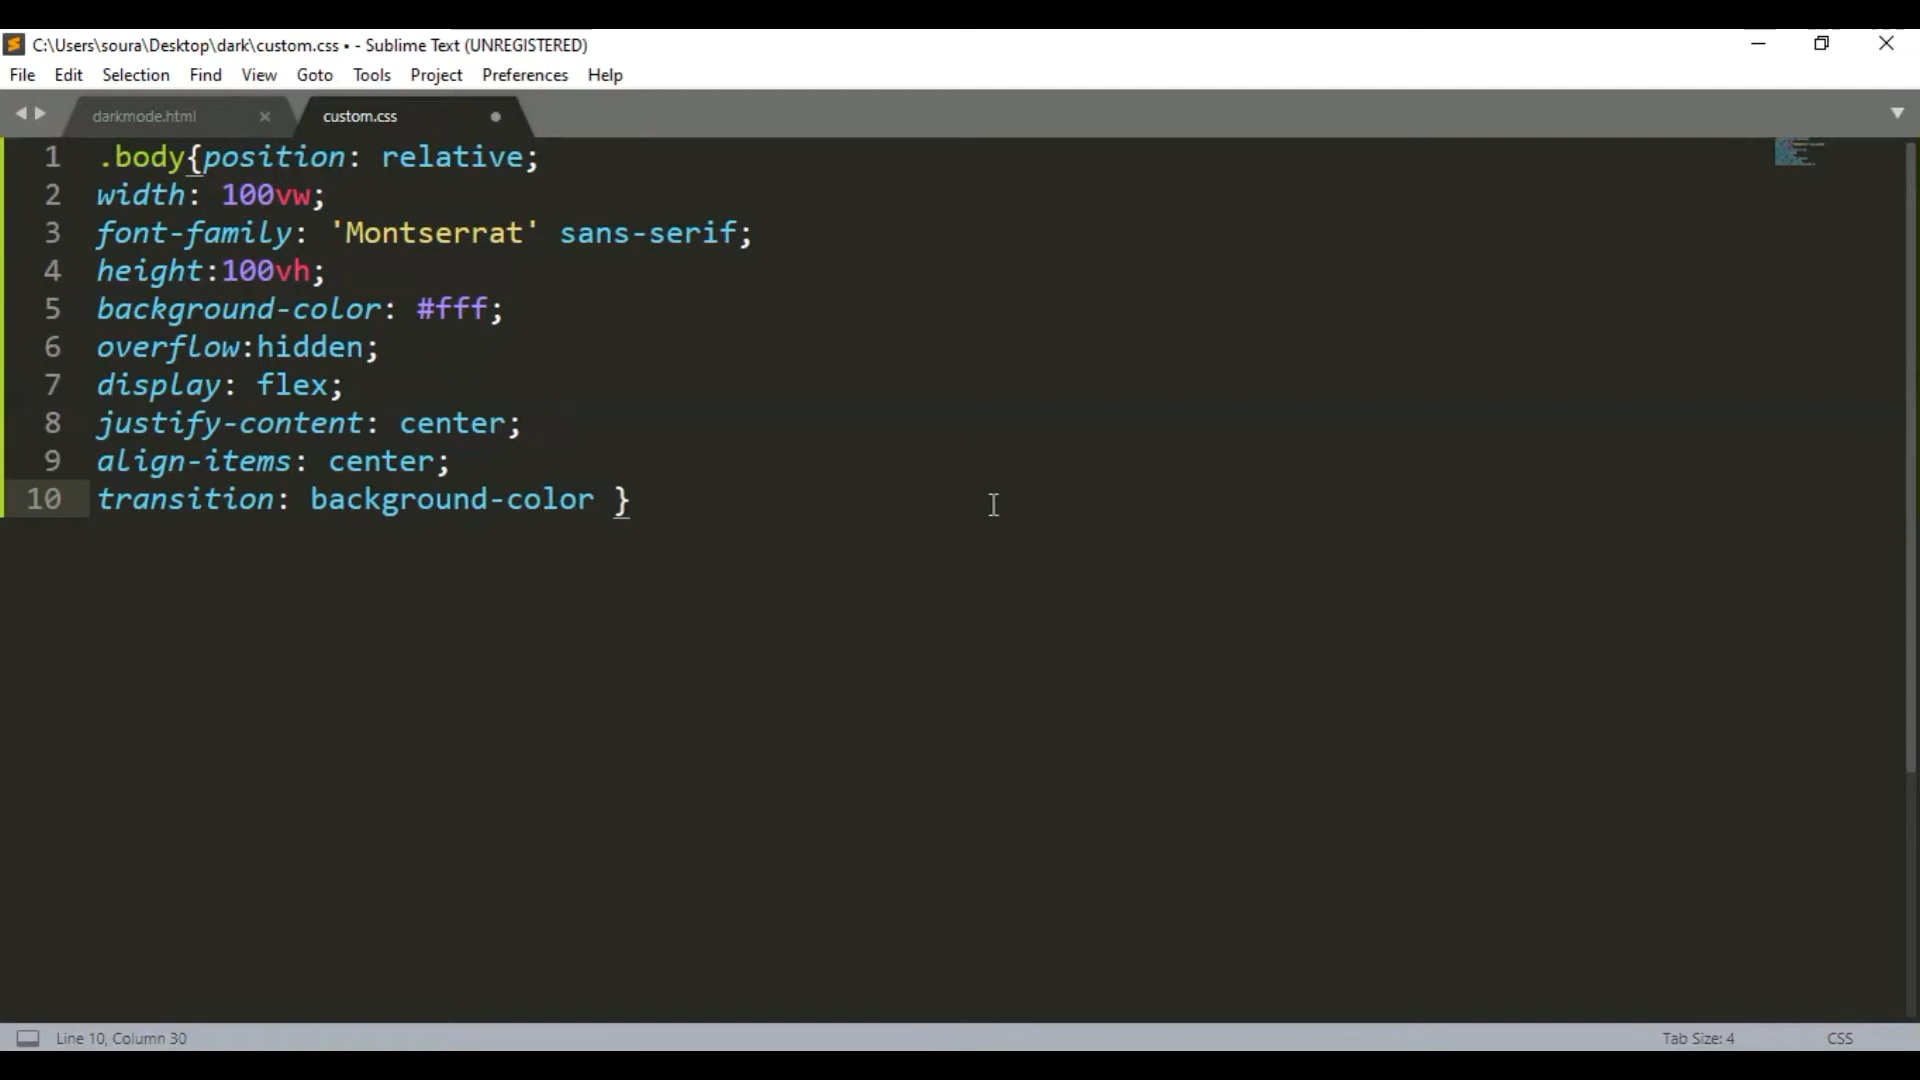 C:\Users\soura\Desktop\dark\custom.css • - Sublime Text (UNREGISTERED)
File Edit Selection Find View Goto Tools Project Preferences Help
darkmode.html custom.css
1 .body{position: relative;
2 width: 100vw;
3 font-family: 'Montserrat' sans-serif;
4 height:100vh;
5 background-color: #fff;
6 overflow:hidden;
7 display: flex;
8 justify-content: center;
9 align-items: center;
10 transition: background-color }
Line 10, Column 30 Tab Size: 4 CSS